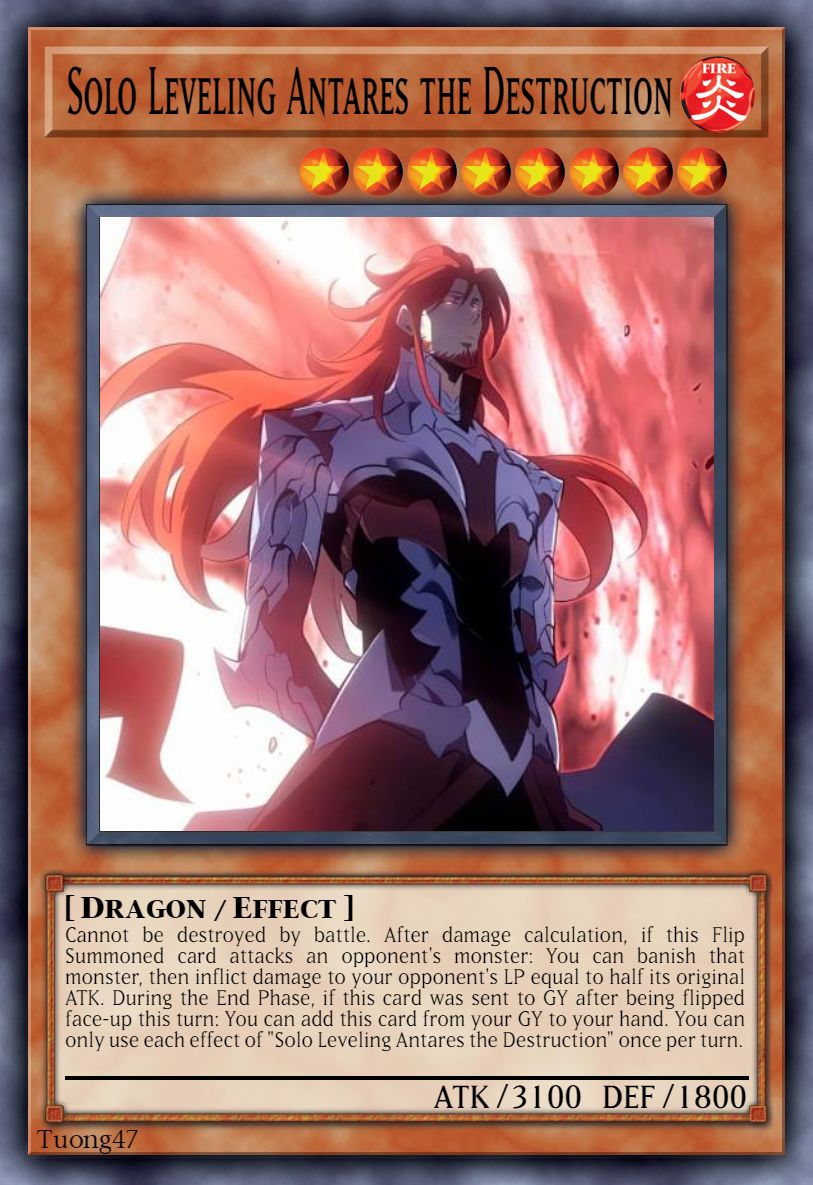 Solo Leveling Antares the Destruction
FIRE
炎
[ Dragon / Effect ]
Cannot be destroyed by battle. After damage calculation, if this Flip
Summoned card attacks an opponent's monster: You can banish that
monster, then inflict damage to your opponent's LP equal to half its original
ATK. During the End Phase, if this card was sent to GY after being flipped
face-up this turn: You can add this card from your GY to your hand. You can
only use each effect of "Solo Leveling Antares the Destruction" once per turn.
ATK/3100 DEF/1800
Tuong47